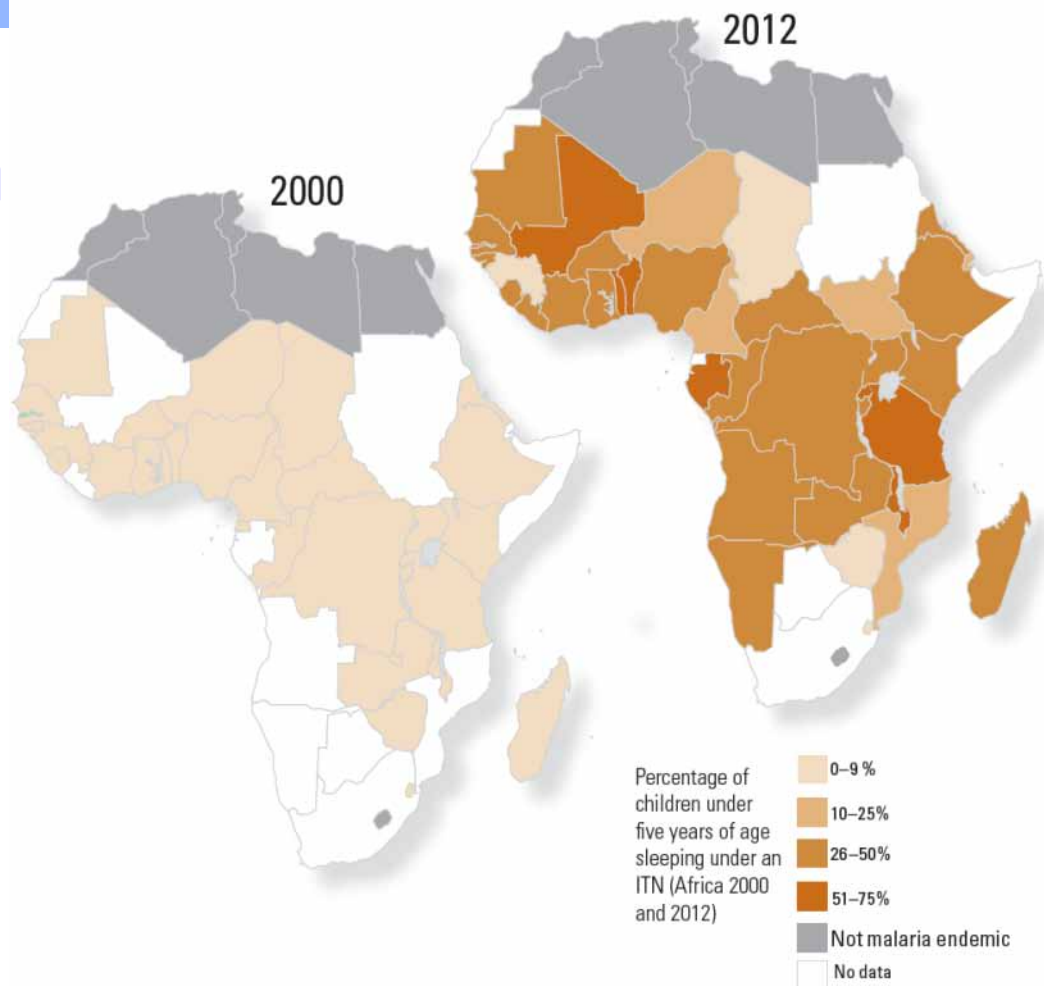 2012
2000
Percentage of
children under
five years of age
sleeping under an
ITN (Africa 2000
and 2012)
0–9 %
10–25%
26–50%
51–75%
Not malaria endemic
No data